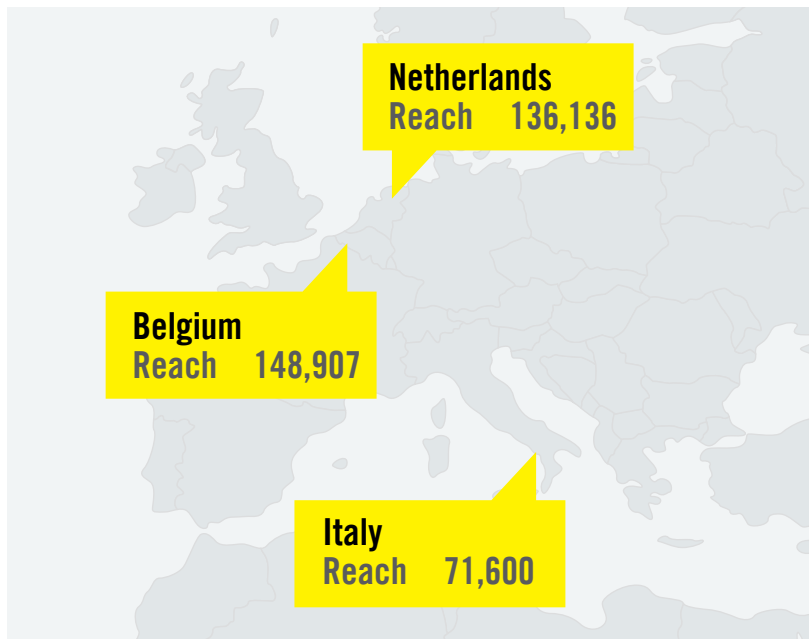 Netherlands
Reach 136,136
Belgium
Reach 148,907
Italy
Reach 71,600